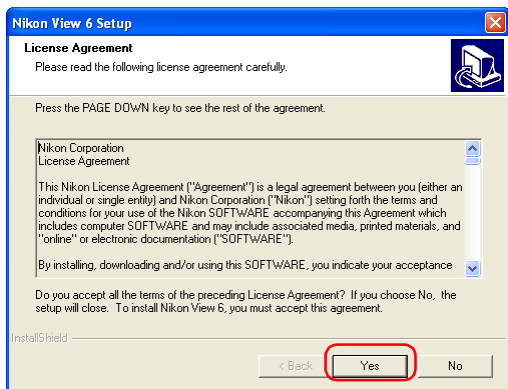 Nikon View 6 Setup
License Agreement
Please read the following license agreement carefully.
Press the PAGE DOWN key to see the rest of the agreement.
Nikon Corporation
License Agreement
This Nikon License Agreement ("Agreement") is a legal agreement between you (either an
individual or single entity) and Nikon Corporation ("Nikon") setting forth the terms and
conditions for your use of the Nikon SOFTWARE accompanying this Agreement which
includes computer SOFTWARE and may include associated media, printed materials, and
"online" or electronic documentation ("SOFTWARE").
By installing, downloading and/or using this SOFTWARE, you indicate your acceptance
Do you accept all the terms of the preceding License Agreement? If you choose No, the
setup will close. To install Nikon View 6, you must accept this agreement.
InstallShield
< Back
Yes
No